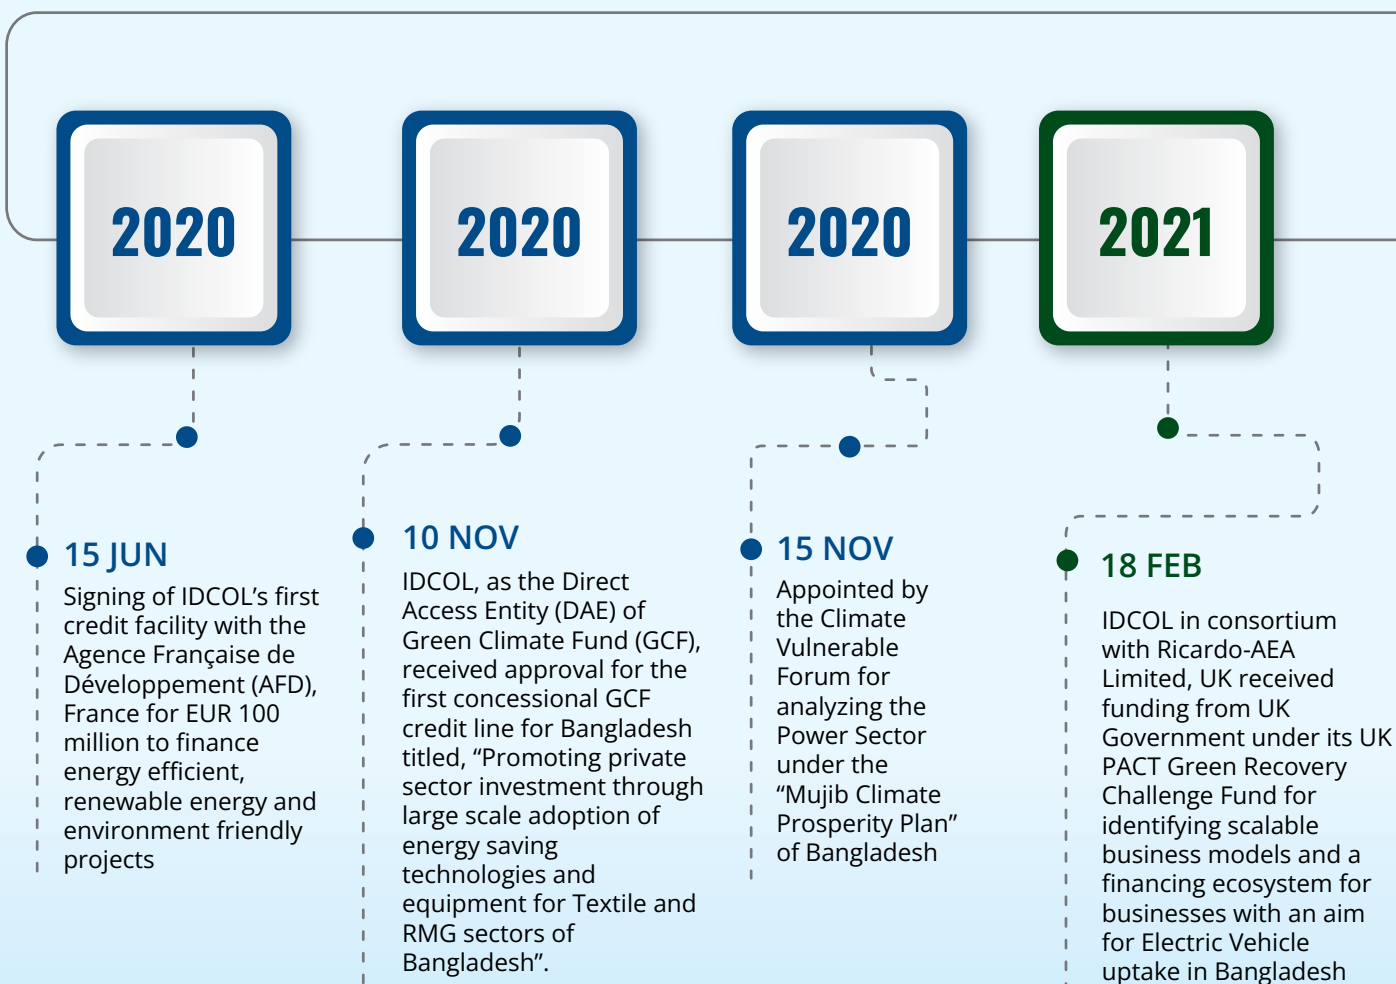 2020
2020
2020
2021
15 JUN
Signing of IDCOL’s first
credit facility with the
Agence Française de
Développement (AFD),
France for EUR 100
million to finance
energy efficient,
renewable energy and
environment friendly
projects
10 NOV
IDCOL, as the Direct
Access Entity (DAE) of
Green Climate Fund (GCF),
received approval for the
first concessional GCF
credit line for Bangladesh
titled, “Promoting private
sector investment through
large scale adoption of
energy saving
technologies and
equipment for Textile and
RMG sectors of
Bangladesh”.
15 NOV
Appointed by
the Climate
Vulnerable
Forum for
analyzing the
Power Sector
under the
“Mujib Climate
Prosperity Plan”
of Bangladesh
18 FEB
IDCOL in consortium
with Ricardo-AEA
Limited, UK received
funding from UK
Government under its UK
PACT Green Recovery
Challenge Fund for
identifying scalable
business models and a
financing ecosystem for
businesses with an aim
for Electric Vehicle
uptake in Bangladesh